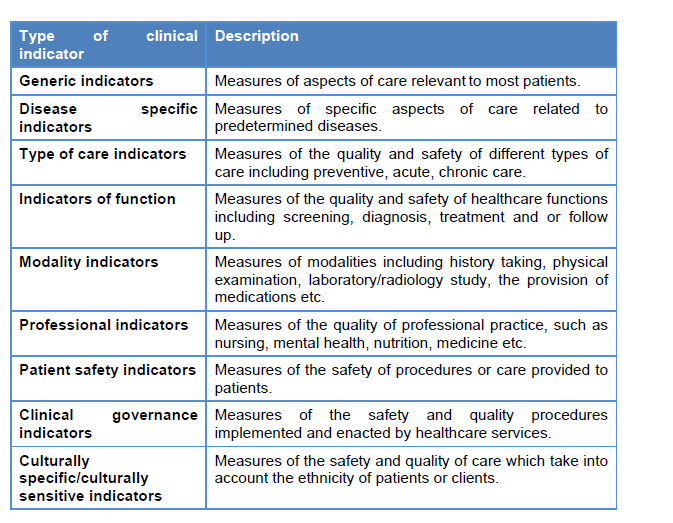 Type of clinical indicator
Description
Generic indicators
Measures of aspects of care relevant to most patients.
Disease specific indicators
Measures of specific aspects of care related to
predetermined diseases.
Type of care indicators
Measures of the quality and safety of different types of
care including preventive, acute, chronic care.
Indicators of function
Measures of the quality and safety of healthcare functions
including screening, diagnosis, treatment and or follow
up.
Modality indicators
Measures of modalities including history taking, physical
examination, laboratory/radiology study, the provision of
medications etc.
Professional indicators
Measures of the quality of professional practice, such as
nursing, mental health, nutrition, medicine etc.
Patient safety indicators
Measures of the safety of procedures or care provided to
patients.
Clinical governance
indicators
Measures of the safety and quality procedures
implemented and enacted by healthcare services.
Culturally
specific/culturally
sensitive indicators
Measures of the safety and quality of care which take into
account the ethnicity of patients or clients.